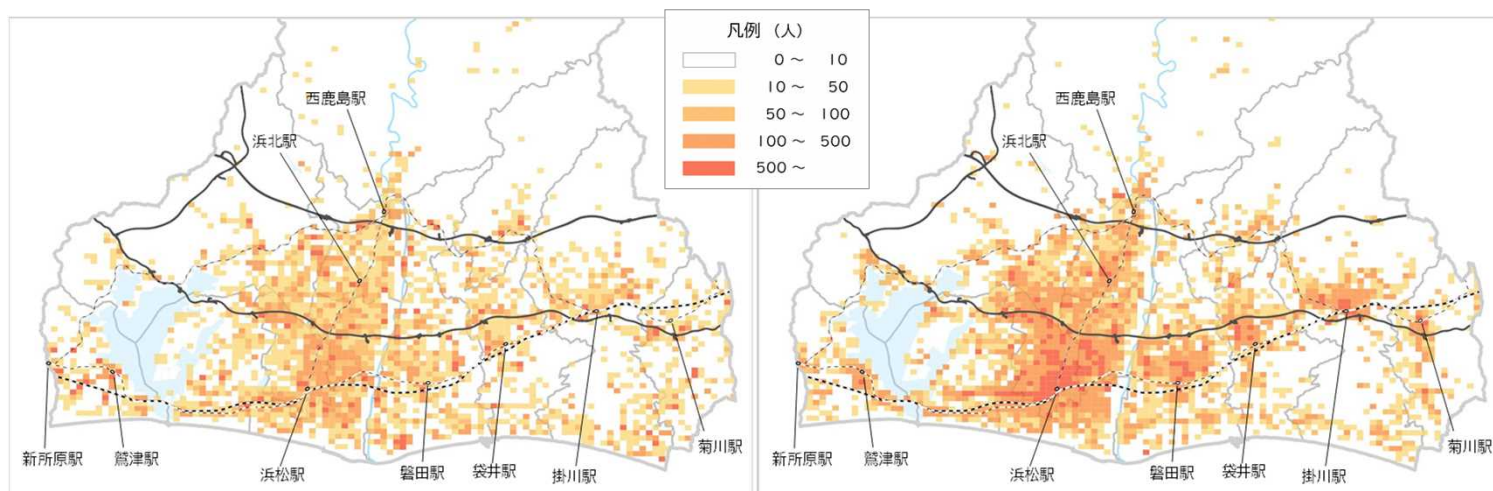 凡例 （人）
0 ～ 10
10 ～ 50
50 ～ 100
100 ～ 500
500 ～
西鹿島駅
浜北駅
新所原駅
鷲津駅
浜松駅
磐田駅
袋井駅
掛川駅
菊川駅
西鹿島駅
浜北駅
新所原駅
鷲津駅
浜松駅
磐田駅
袋井駅
掛川駅
菊川駅